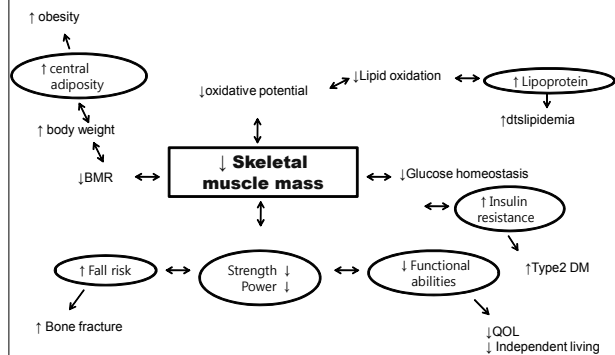 ↑ obesity
↑ central
adiposity
↑ body weight
↓BMR
↓oxidative potential
↓Lipid oxidation
↑ Lipoprotein
↑dtslipidemia
↓ Skeletal
muscle mass
↓Glucose homeostasis
↑ Insulin
resistance
↑Type2 DM
↑ Fall risk
↑ Bone fracture
Strength ↓
Power ↓
↓ Functional
abilities
↓QOL
↓ Independent living